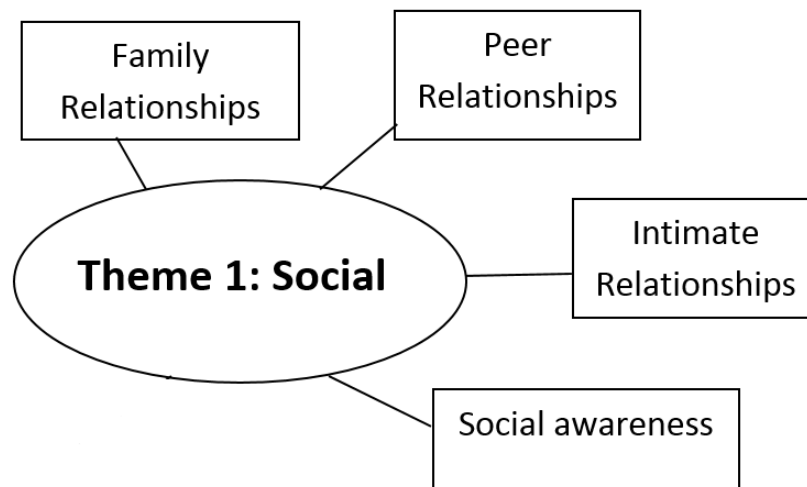 Family
Relationships
Peer
Relationships
Theme 1: Social
Intimate
Relationships
Social awareness